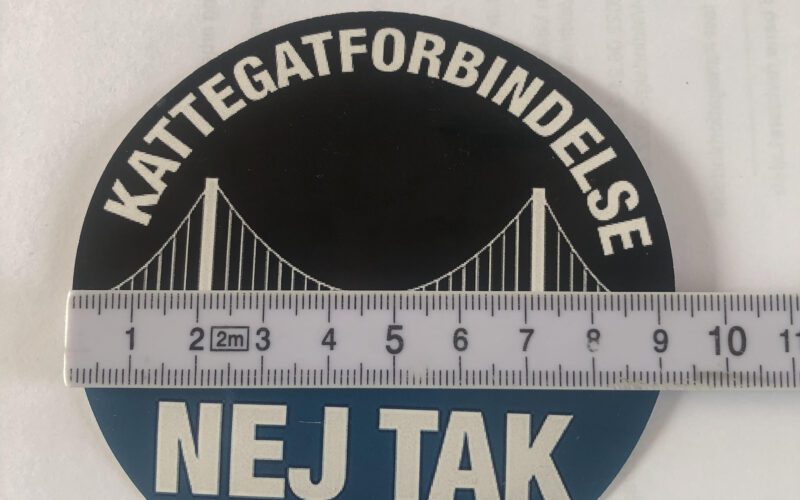 KATTEGATFORBINDELSE
1 2 2m 3 4 5 6 7 8 9 10 11
NEJ TAK